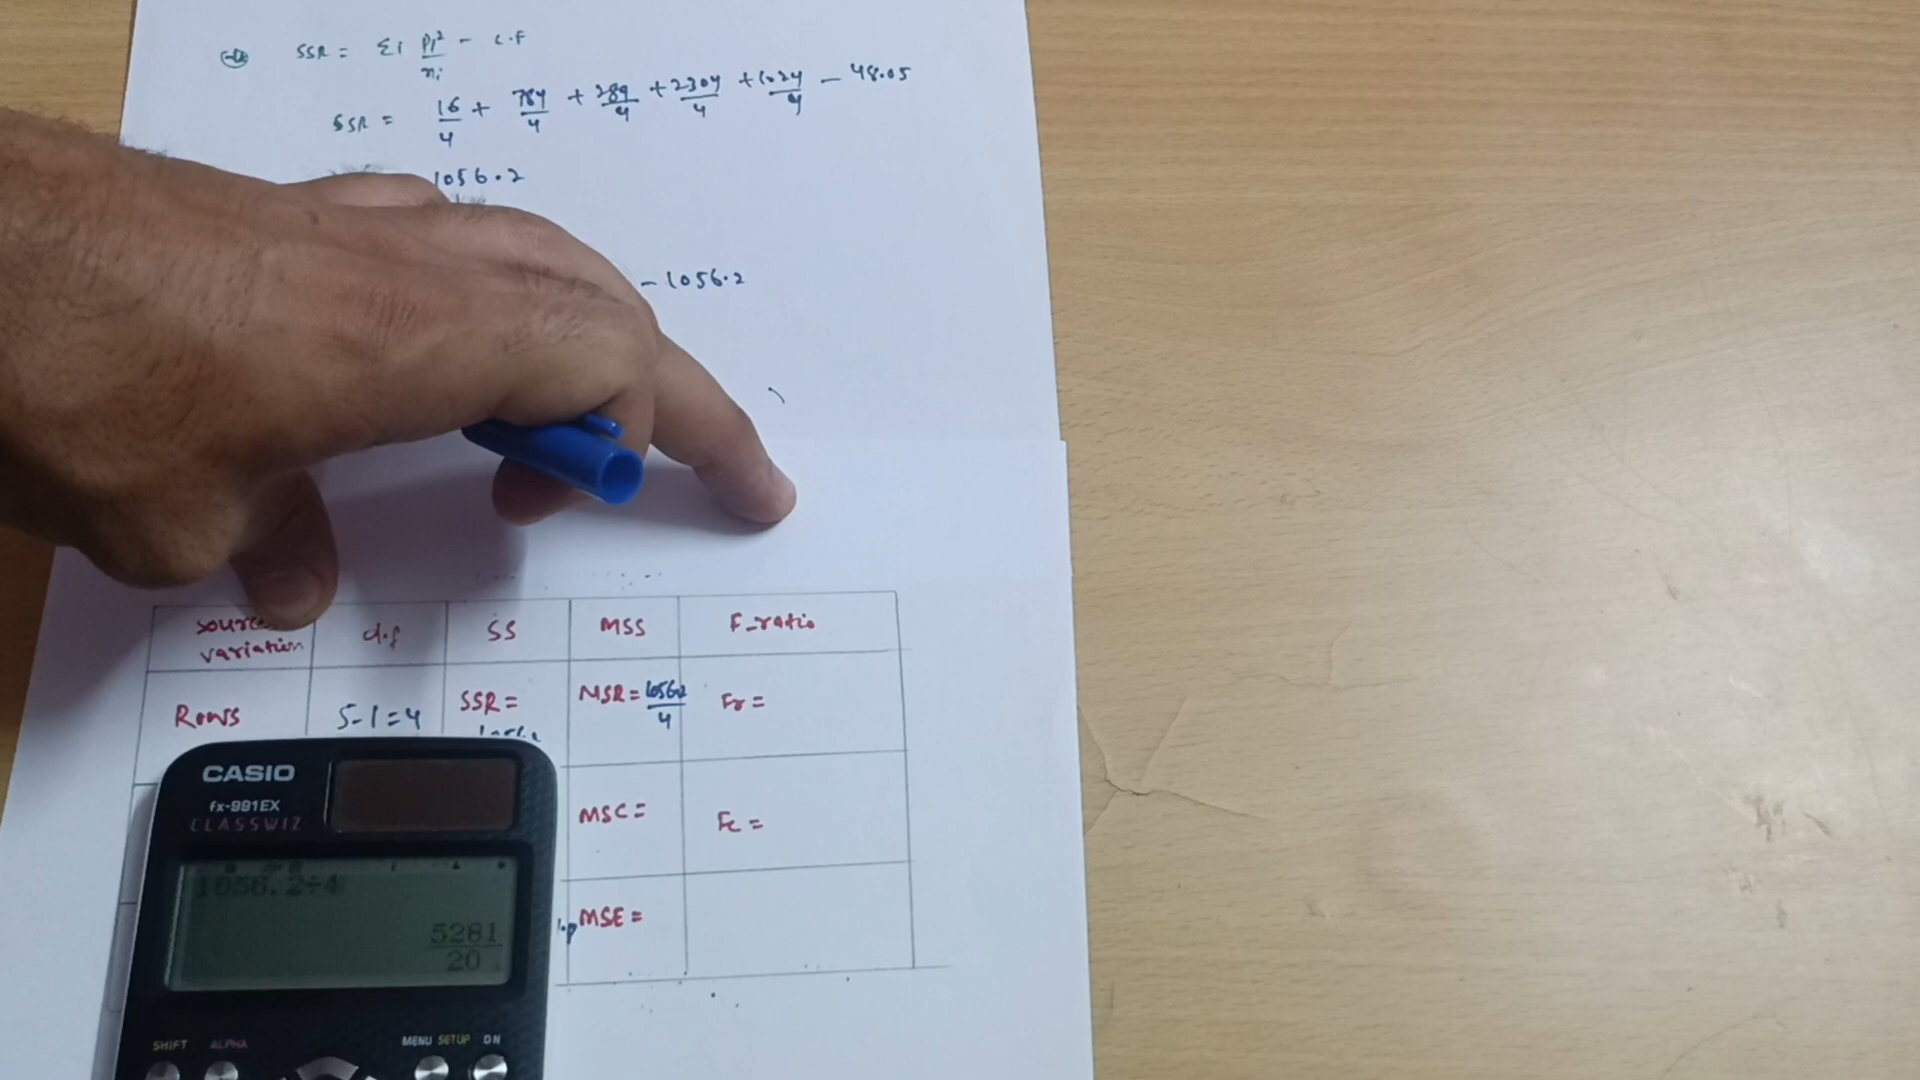 SSR = Σi Pi²/ni - C.F
SSR = 16/4 + 784/4 + 289/4 + 2304/4 + 1024/4 - 48.05
1056.2
- 1056.2
Source variation d.f SS MSS F-ratio
Rows 5-1=4 SSR = MSR = 1056.2/4 Fr =
MSC = Fc =
MSE =
CASIO
fx-991EX
CLASSWIZ
1056.2÷4
5281
20
SHIFT ALPHA MENU SETUP ON